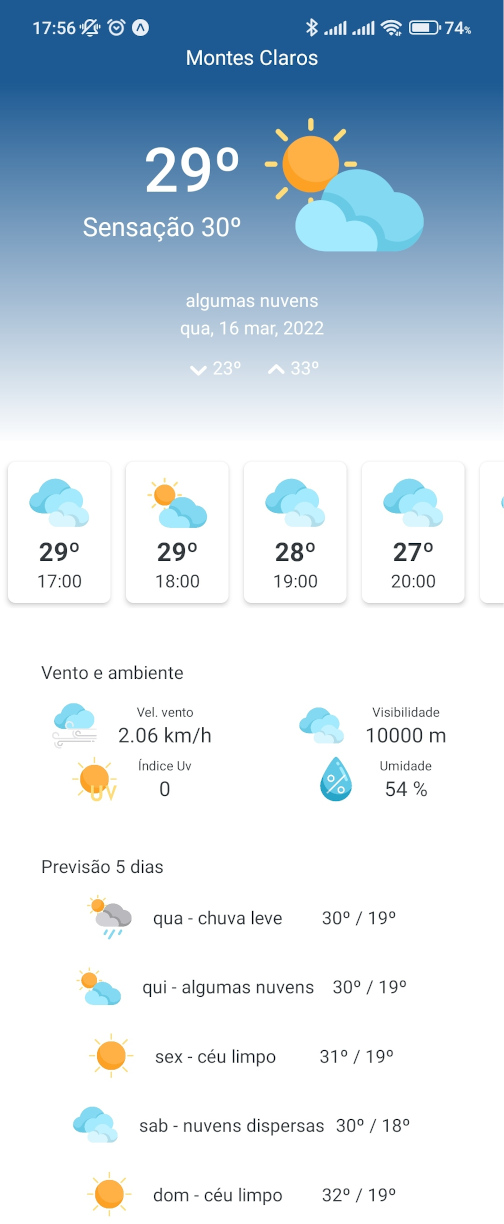 17:56 74%
Montes Claros
29º
Sensação 30º
algumas nuvens
qua, 16 mar, 2022
23º 33º
29º 29º 28º 27º
17:00 18:00 19:00 20:00
Vento e ambiente
Vel. vento Visibilidade
2.06 km/h 10000 m
Índice Uv Umidade
UV 0 54 %
Previsão 5 dias
qua - chuva leve 30º / 19º
qui - algumas nuvens 30º / 19º
sex - céu limpo 31º / 19º
sab - nuvens dispersas 30º / 18º
dom - céu limpo 32º / 19º